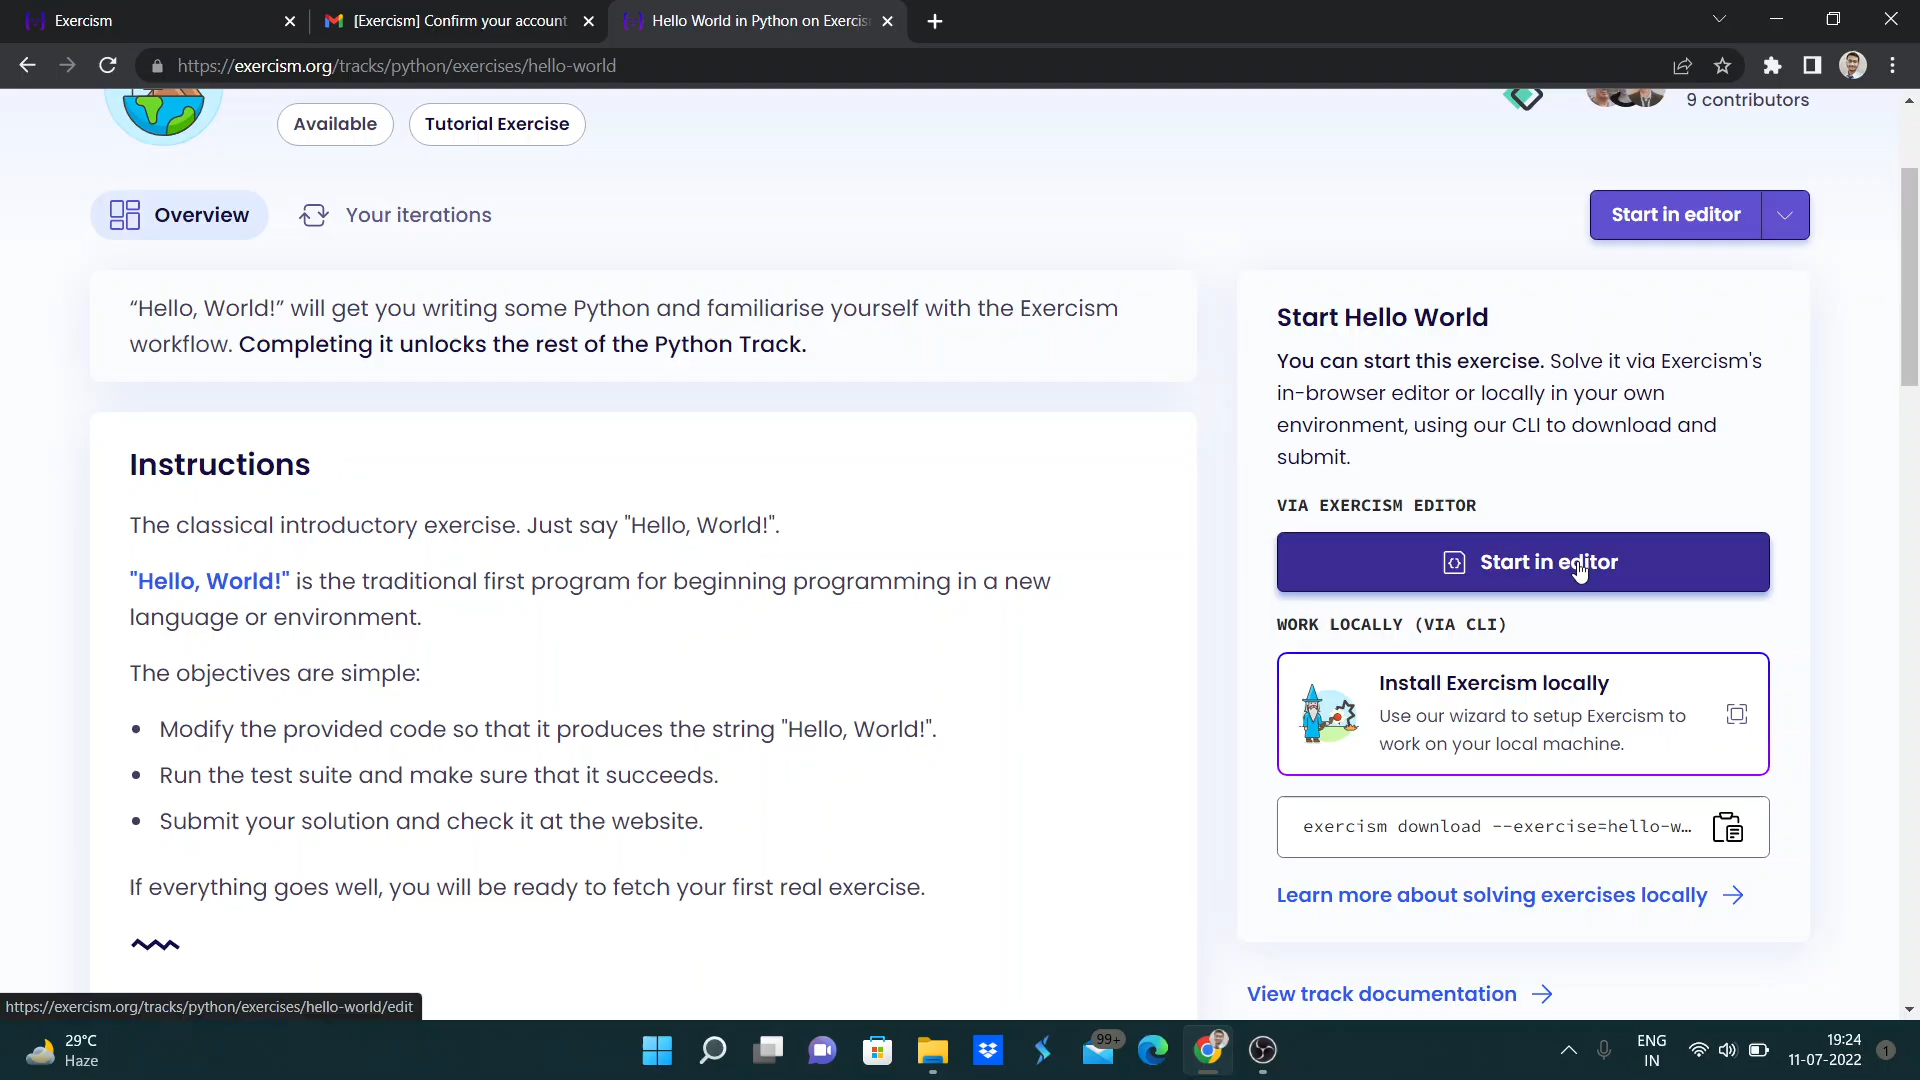 Exercism
[Exercism] Confirm your account
Hello World in Python on Exercis
https://exercism.org/tracks/python/exercises/hello-world
9 contributors
Available
Tutorial Exercise
Overview
Your iterations
Start in editor
“Hello, World!” will get you writing some Python and familiarise yourself with the Exercism
workflow. Completing it unlocks the rest of the Python Track.
Instructions
The classical introductory exercise. Just say "Hello, World!".
"Hello, World!" is the traditional first program for beginning programming in a new
language or environment.
The objectives are simple:
• Modify the provided code so that it produces the string "Hello, World!".
• Run the test suite and make sure that it succeeds.
• Submit your solution and check it at the website.
If everything goes well, you will be ready to fetch your first real exercise.
Start Hello World
You can start this exercise. Solve it via Exercism's
in-browser editor or locally in your own
environment, using our CLI to download and
submit.
VIA EXERCISM EDITOR
Start in editor
WORK LOCALLY (VIA CLI)
Install Exercism locally
Use our wizard to setup Exercism to
work on your local machine.
exercism download --exercise=hello-w…
Learn more about solving exercises locally
View track documentation
https://exercism.org/tracks/python/exercises/hello-world/edit
29°C
Haze
99+
ENG
IN
19:24
11-07-2022
1